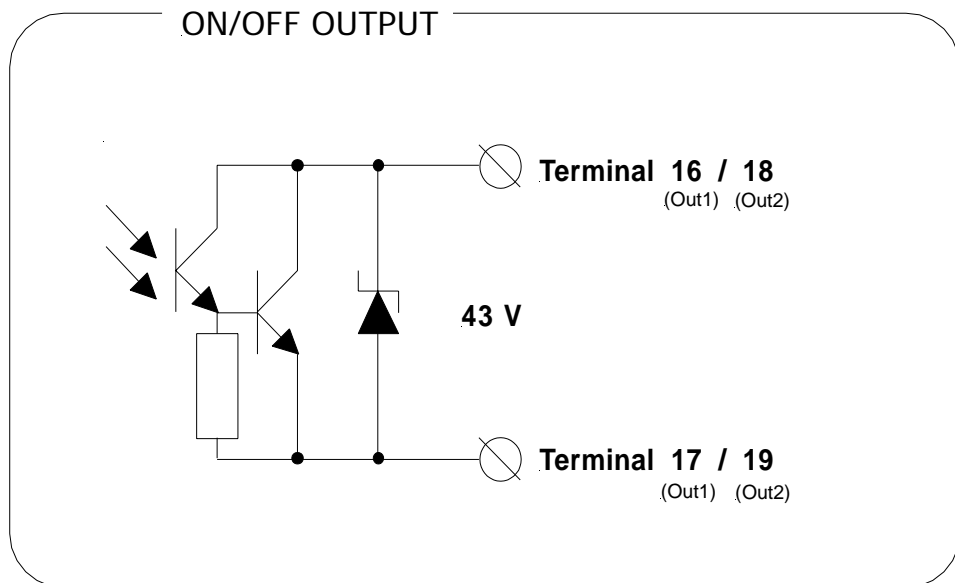 ON/OFF OUTPUT
Terminal 16 / 18
(Out1) (Out2)
43 V
Terminal 17 / 19
(Out1) (Out2)